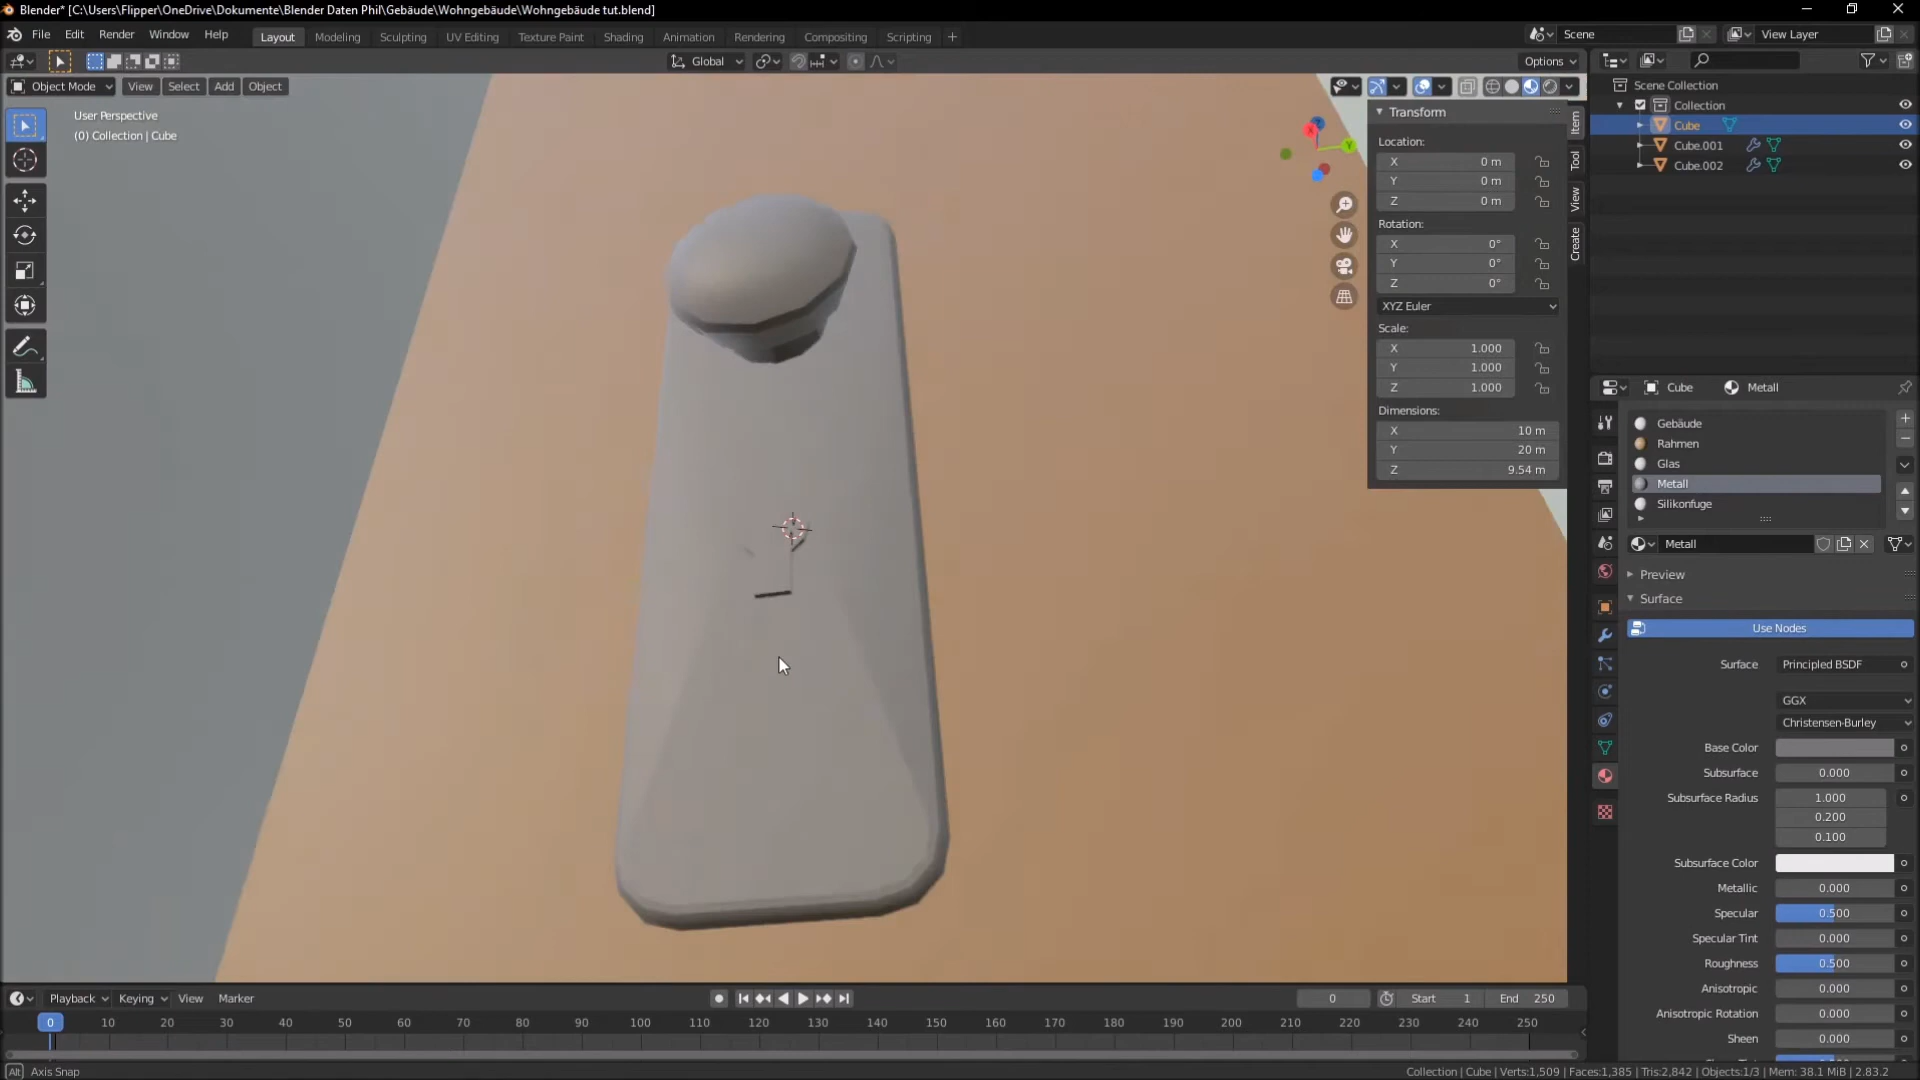 Blender* [C:\Users\Flipper\OneDrive\Dokumente\Blender Daten Phil\Gebäude\Wohngebäude\Wohngebäude tut.blend]
File Edit Render Window Help Layout Modeling Sculpting UV Editing Texture Paint Shading Animation Rendering Compositing Scripting + Scene View Layer
Global Options
Object Mode View Select Add Object
User Perspective
(0) Collection | Cube
Transform
Location:
X 0 m
Y 0 m
Z 0 m
Rotation:
X 0°
Y 0°
Z 0°
XYZ Euler
Scale:
X 1.000
Y 1.000
Z 1.000
Dimensions:
X 10 m
Y 20 m
Z 9.54 m
Item
Tool
View
Create
X
Y
Z
Scene Collection
Collection
Cube
Cube.001
Cube.002
Cube Metall
Gebäude
Rahmen
Glas
Metall
Silikonfuge
Metall
Preview
Surface
Use Nodes
Surface Principled BSDF
GGX
Christensen-Burley
Base Color
Subsurface 0.000
Subsurface Radius 1.000
0.200
0.100
Subsurface Color
Metallic 0.000
Specular 0.500
Specular Tint 0.000
Roughness 0.500
Anisotropic 0.000
Anisotropic Rotation 0.000
Sheen 0.000
Playback Keying View Marker 0 Start 1 End 250
0 10 20 30 40 50 60 70 80 90 100 110 120 130 140 150 160 170 180 190 200 210 220 230 240 250
Alt Axis Snap
Collection | Cube | Verts:1,509 | Faces:1,385 | Tris:2,842 | Objects:1/3 | Mem: 38.1 MiB | 2.83.2